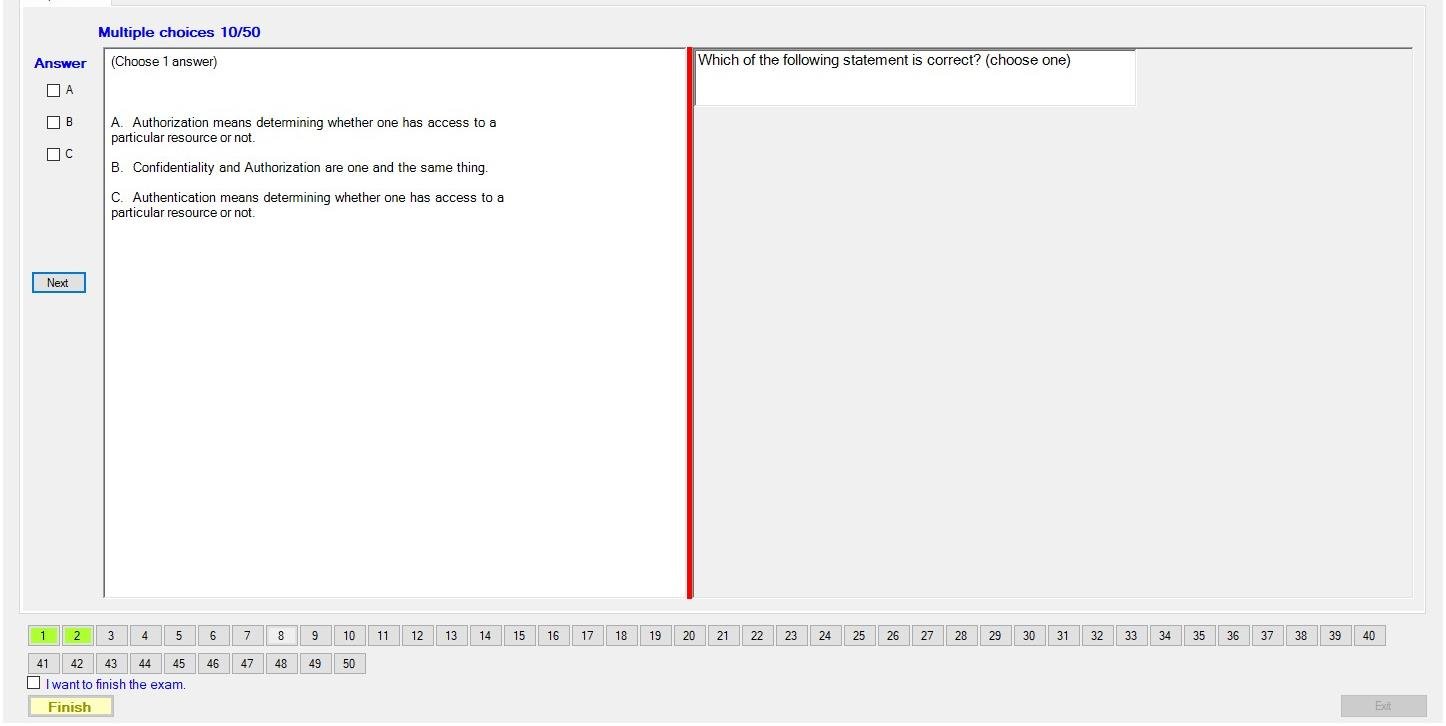 Multiple choices 10/50
Answer
A
B
C
Next
(Choose 1 answer)
A. Authorization means determining whether one has access to a
particular resource or not.
B. Confidentiality and Authorization are one and the same thing.
C. Authentication means determining whether one has access to a
particular resource or not.
Which of the following statement is correct? (choose one)
1 2 3 4 5 6 7 8 9 10 11 12 13 14 15 16 17 18 19 20 21 22 23 24 25 26 27 28 29 30 31 32 33 34 35 36 37 38 39 40
41 42 43 44 45 46 47 48 49 50
I want to finish the exam.
Finish
Exit